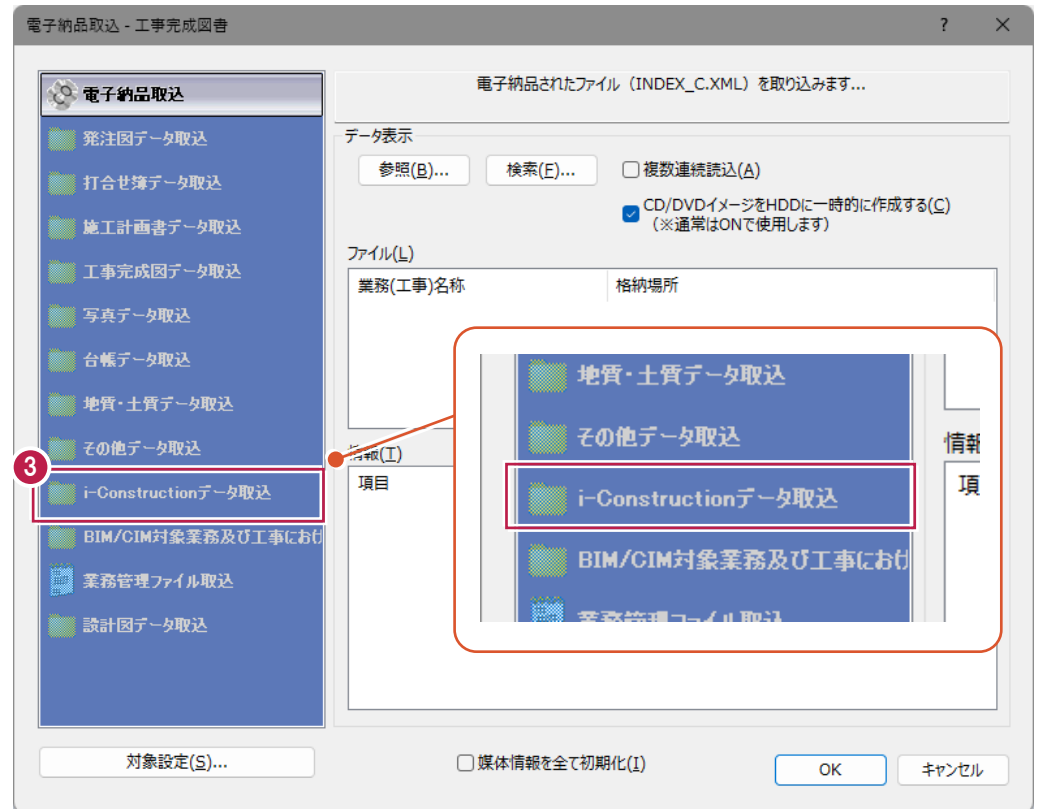 電子納品取込 - 工事完成図書
? ×
電子納品取込
発注図データ取込
打合せ簿データ取込
施工計画書データ取込
工事完成図データ取込
写真データ取込
台帳データ取込
地質・土質データ取込
その他データ取込
3
i-Constructionデータ取込
BIM/CIM対象業務及び工事におけ
業務管理ファイル取込
設計図データ取込
対象設定(S)...
電子納品されたファイル（INDEX_C.XML）を取り込みます...
データ表示
参照(B)... 検索(F)... 複数連続読込(A)
CD/DVDイメージをHDDに一時的に作成する(C)
（※通常はONで使用します）
ファイル(L)
業務(工事)名称 格納場所
情報(T)
項目
地質・土質データ取込
その他データ取込
i-Constructionデータ取込
BIM/CIM対象業務及び工事におけ
業務管理ファイル取込
情報
項
媒体情報を全て初期化(I)
OK キャンセル